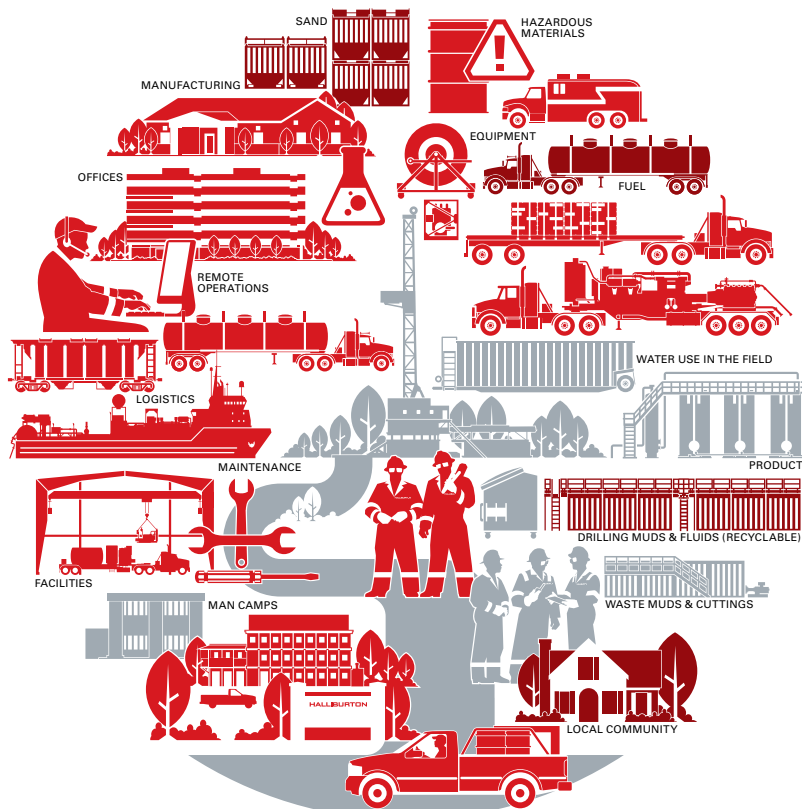 SAND
HAZARDOUS
MATERIALS
MANUFACTURING
EQUIPMENT
OFFICES
FUEL
REMOTE
OPERATIONS
WATER USE IN THE FIELD
LOGISTICS
MAINTENANCE
PRODUCT
DRILLING MUDS & FLUIDS (RECYCLABLE)
FACILITIES
MAN CAMPS
WASTE MUDS & CUTTINGS
HALLIBURTON
LOCAL COMMUNITY